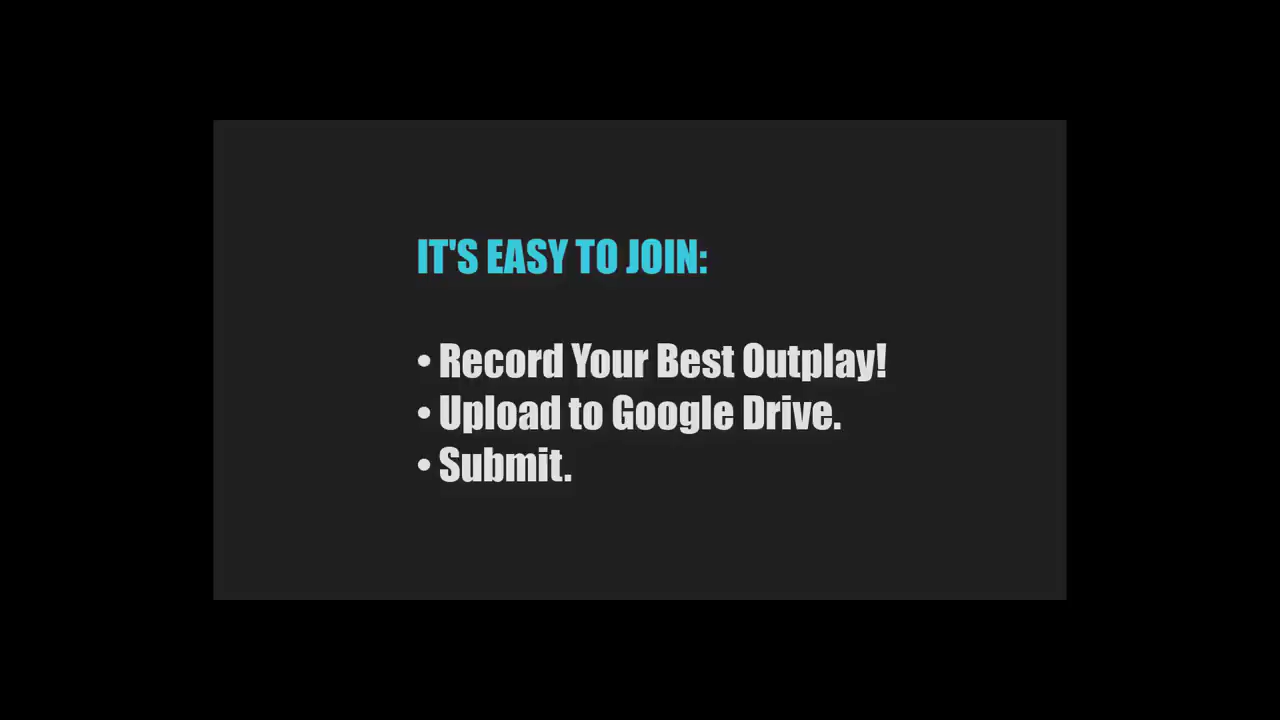 IT'S EASY TO JOIN:
• Record Your Best Outplay!
• Upload to Google Drive.
• Submit.